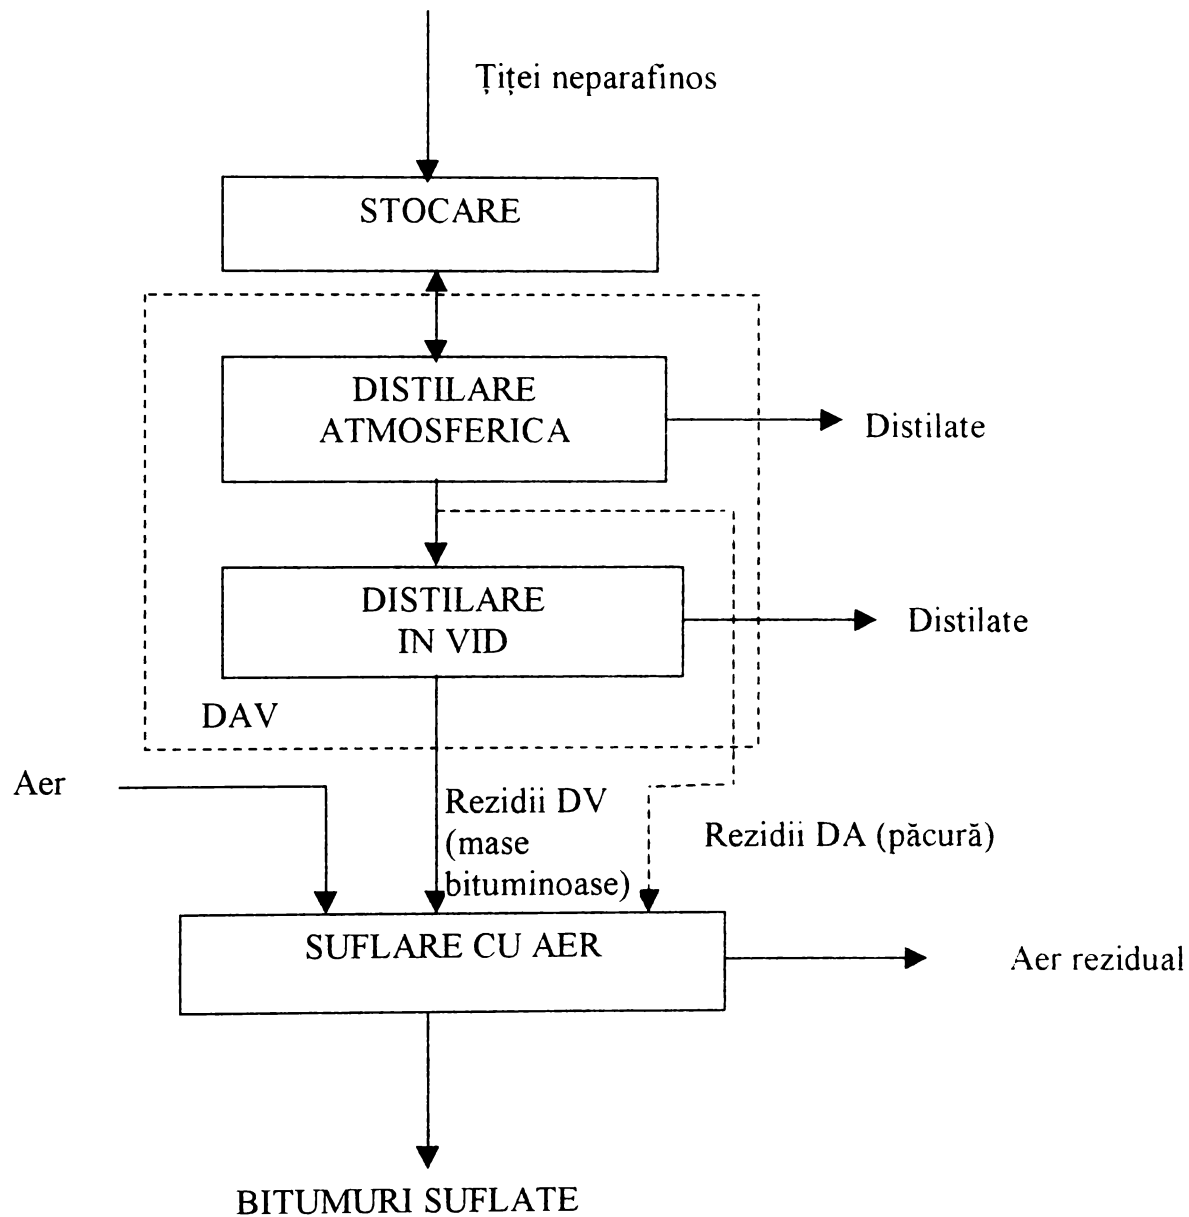 Țiței neparafinos
STOCARE
DISTILARE
ATMOSFERICA
Distilate
DISTILARE
IN VID
Distilate
DAV
Aer
Rezidii DV
(mase
bituminoase)
Rezidii DA (păcură)
SUFLARE CU AER
Aer rezidual
BITUMURI SUFLATE